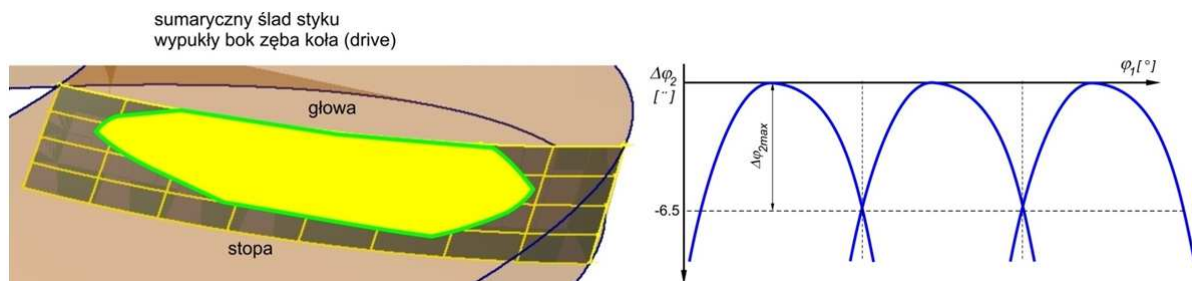 sumaryczny ślad styku
wypukły bok zęba koła (drive)
głowa
stopa
Δφ2
[¨]
φ1[°]
Δφ2max
-6.5